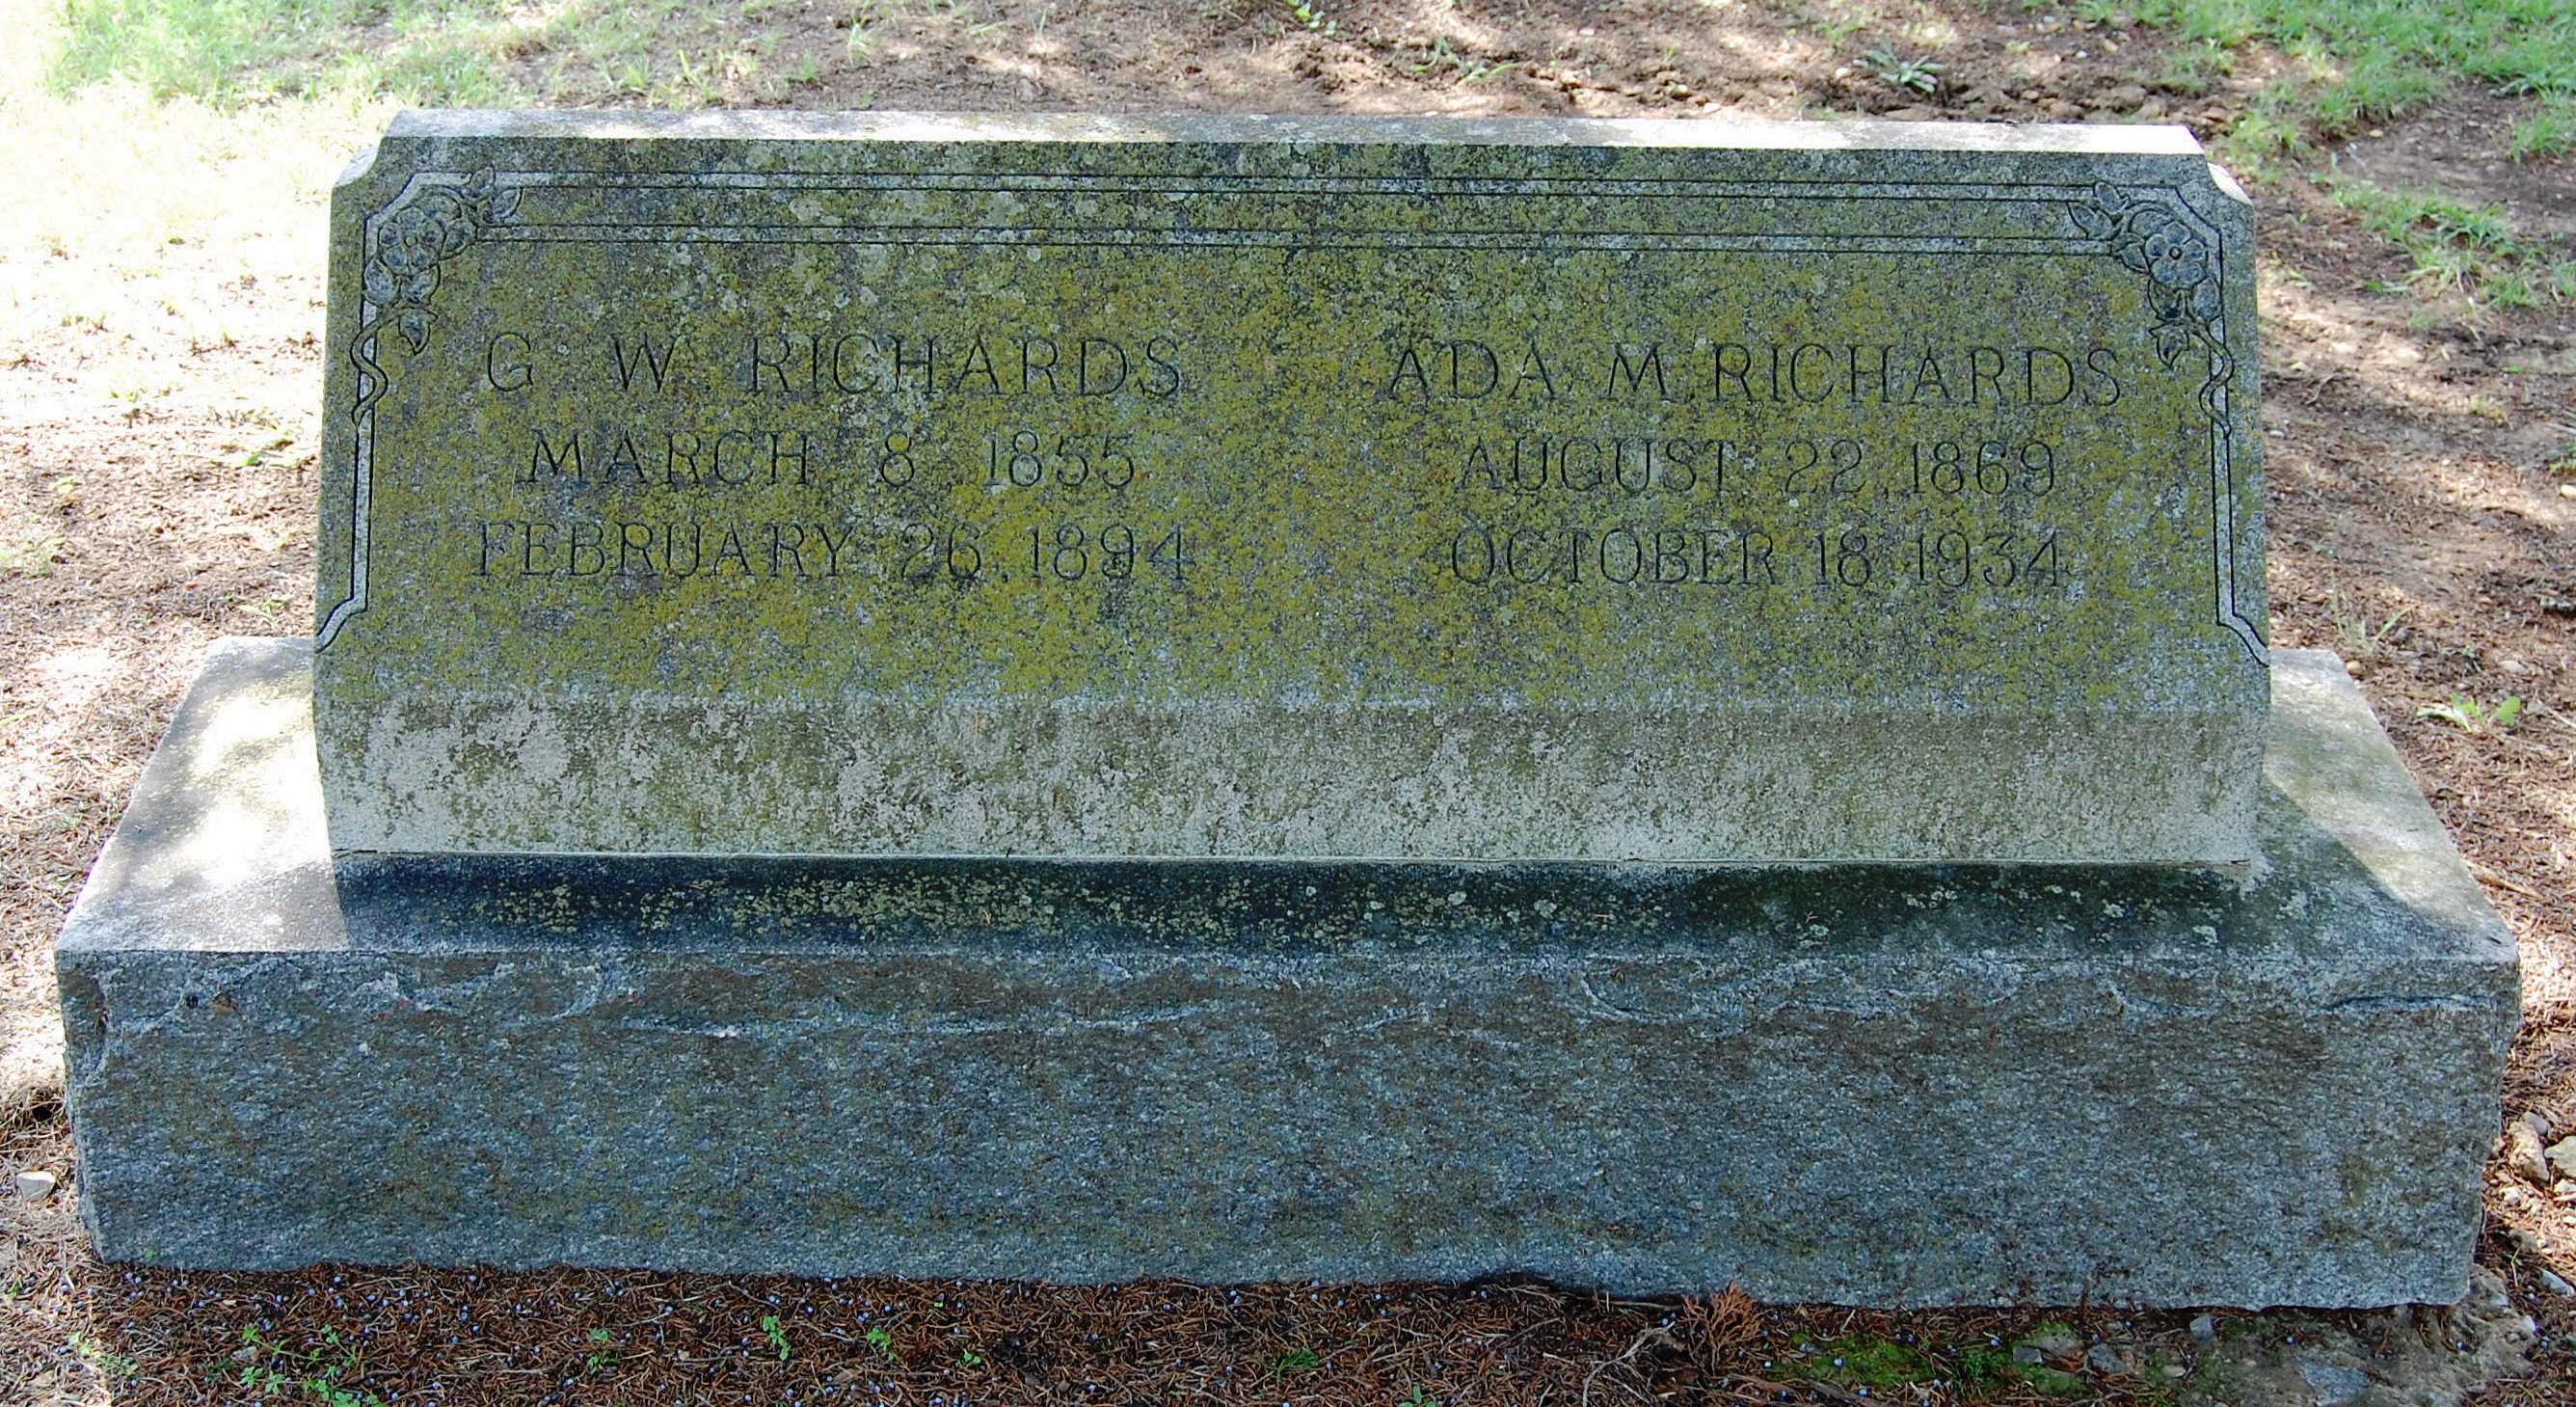 G. W. RICHARDS
MARCH 8, 1855
FEBRUARY 26, 1894
ADA M. RICHARDS
AUGUST 22, 1869
OCTOBER 18, 1934